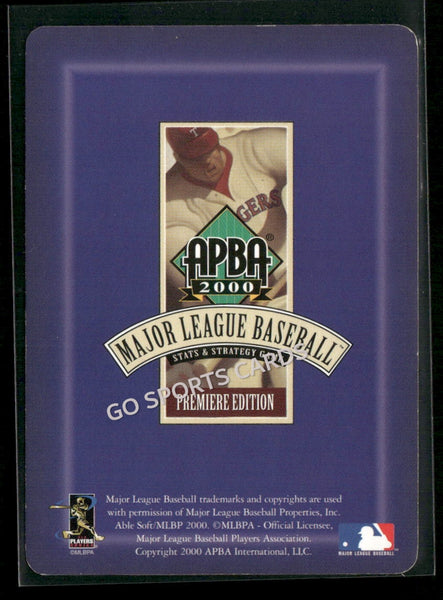 T
GERS
APBA®
2000
MAJOR LEAGUE BASEBALL™
STATS & STRATEGY
GO SPORTS CARDS
PREMIERE EDITION
Major League Baseball trademarks and copyrights are used
with permission of Major League Baseball Properties, Inc.
Able Soft/MLBP 2000. ©MLBPA - Official Licensee,
Major League Baseball Players Association.
Copyright 2000 APBA International, LLC.
PLAYERS
©MLBPA
MAJOR LEAGUE BASEBALL